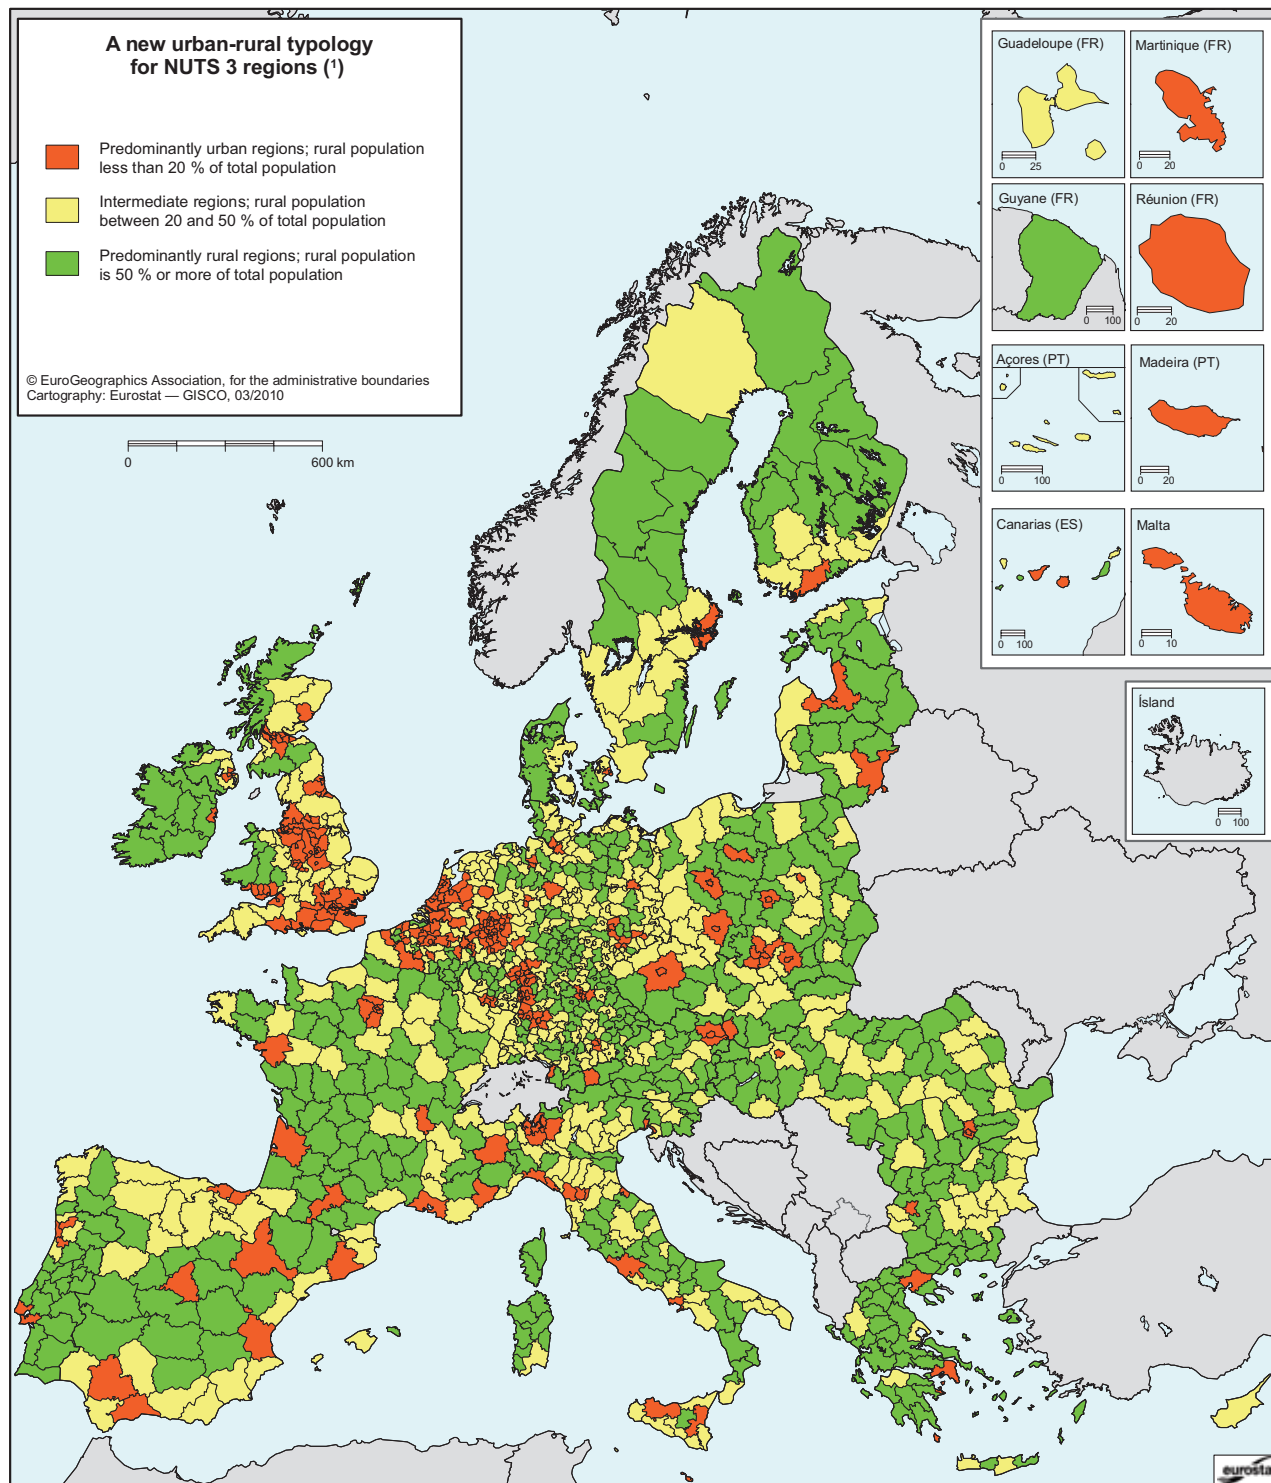 A new urban-rural typology
for NUTS 3 regions (¹)
Predominantly urban regions; rural population
less than 20 % of total population
Intermediate regions; rural population
between 20 and 50 % of total population
Predominantly rural regions; rural population
is 50 % or more of total population
© EuroGeographics Association, for the administrative boundaries
Cartography: Eurostat — GISCO, 03/2010
0 600 km
Guadeloupe (FR)
0 25
Martinique (FR)
0 20
Guyane (FR)
0 100
Réunion (FR)
0 20
Açores (PT)
0 100
Madeira (PT)
0 20
Canarias (ES)
0 100
Malta
0 10
Ísland
0 100